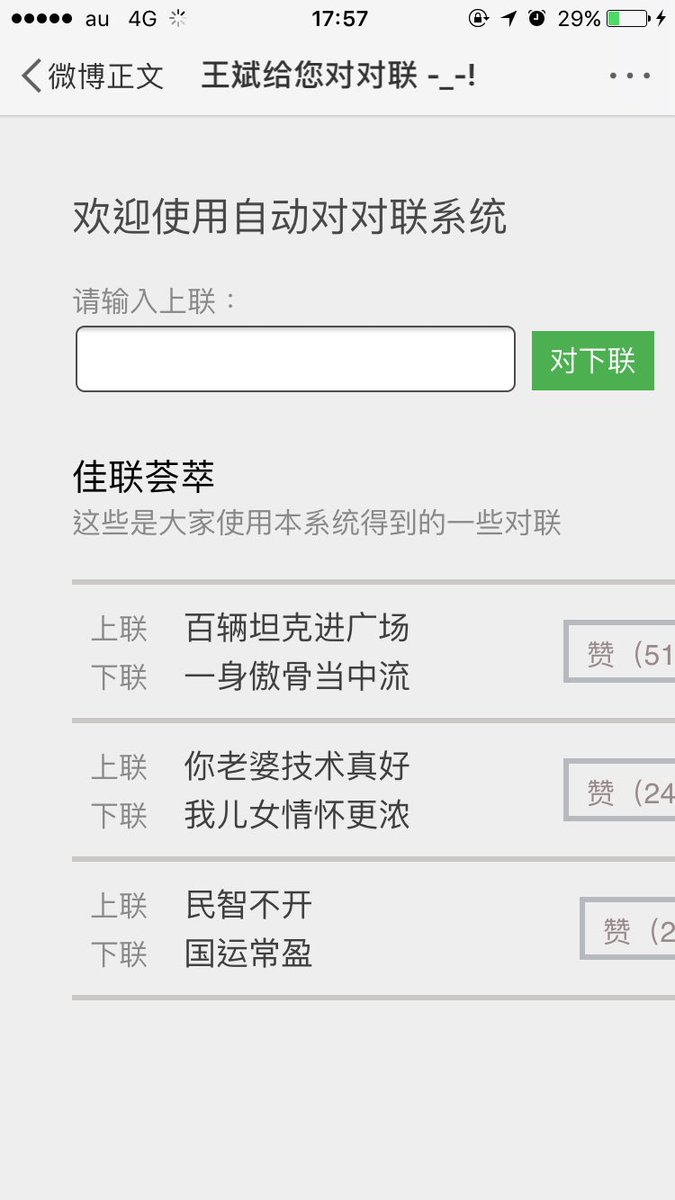 au 4G 17:57 29%
微博正文 王斌给您对对联 -_-!
欢迎使用自动对对联系统
请输入上联：
对下联
佳联荟萃
这些是大家使用本系统得到的一些对联
上联 百辆坦克进广场
下联 一身傲骨当中流
赞（51
上联 你老婆技术真好
下联 我儿女情怀更浓
赞（24
上联 民智不开
下联 国运常盈
赞（2